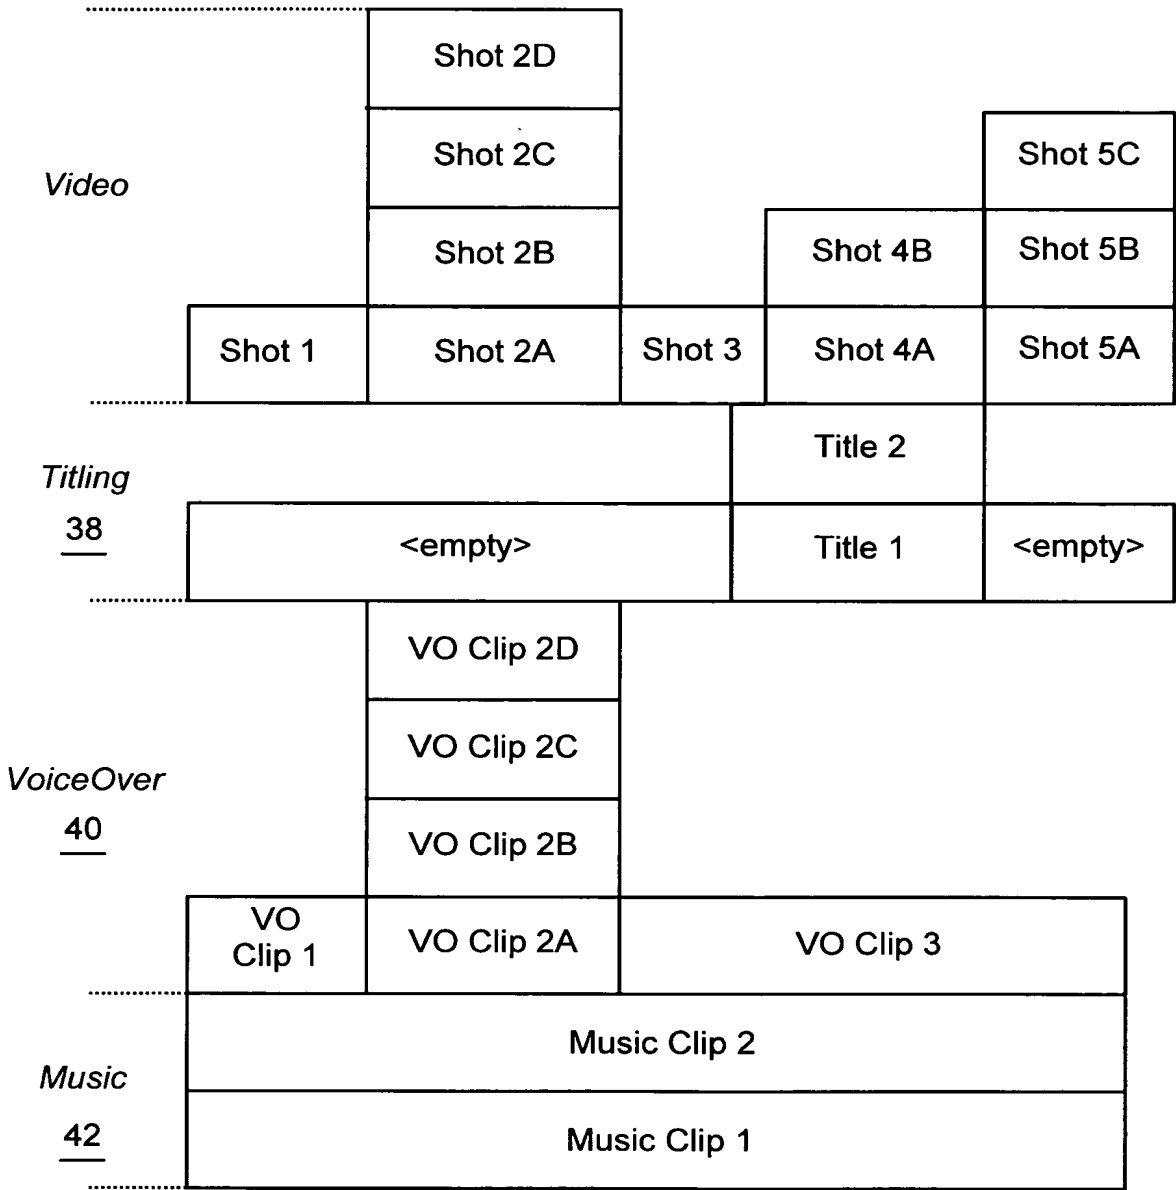 Shot 2D
Shot 2C
Shot 5C
Video
Shot 2B
Shot 4B
Shot 5B
Shot 1
Shot 2A
Shot 3
Shot 4A
Shot 5A
Title 2
Titling
38
<empty>
Title 1
<empty>
VO Clip 2D
VO Clip 2C
VoiceOver
40
VO Clip 2B
VO
Clip 1
VO Clip 2A
VO Clip 3
Music Clip 2
Music
42
Music Clip 1